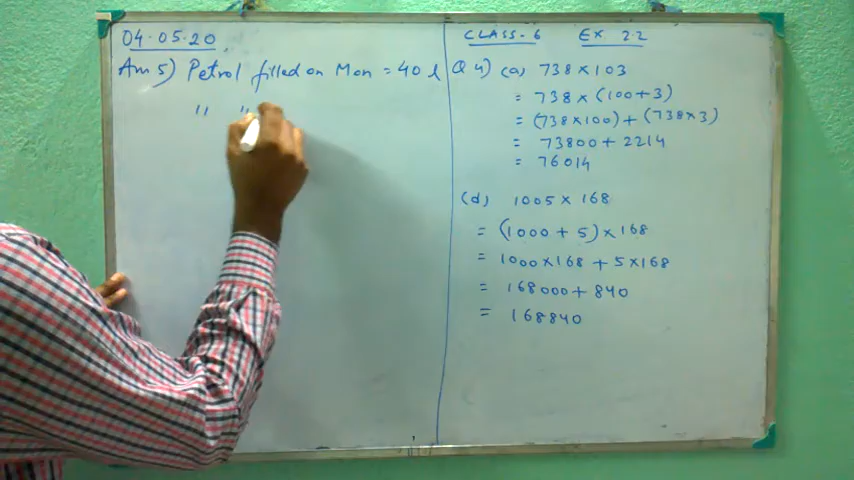 04.05.20
Ans 5) Petrol filled on Mon = 40 l
" "
CLASS-6 EX 2.2
Q 4) (a) 738 × 103
= 738 × (100 + 3)
= (738 × 100) + (738 × 3)
= 73800 + 2214
= 76014
(d) 1005 × 168
= (1000 + 5) × 168
= 1000 × 168 + 5 × 168
= 168000 + 840
= 168840